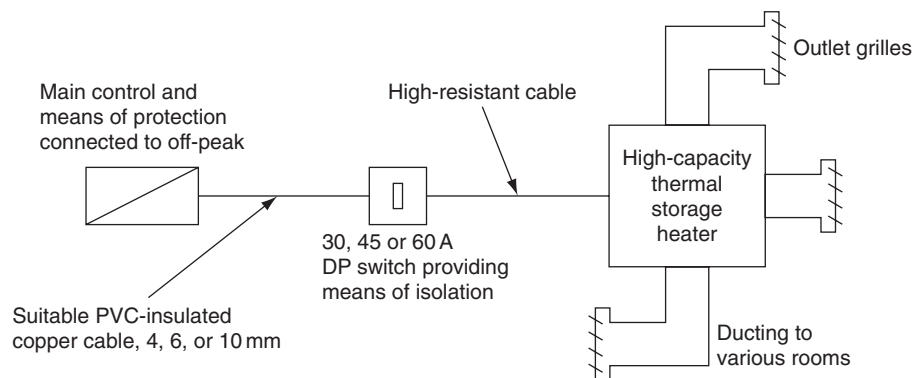 Main control and
means of protection
connected to off-peak
High-resistant cable
Outlet grilles
High-capacity
thermal
storage
heater
30, 45 or 60 A
DP switch providing
means of isolation
Suitable PVC-insulated
copper cable, 4, 6, or 10 mm
Ducting to
various rooms